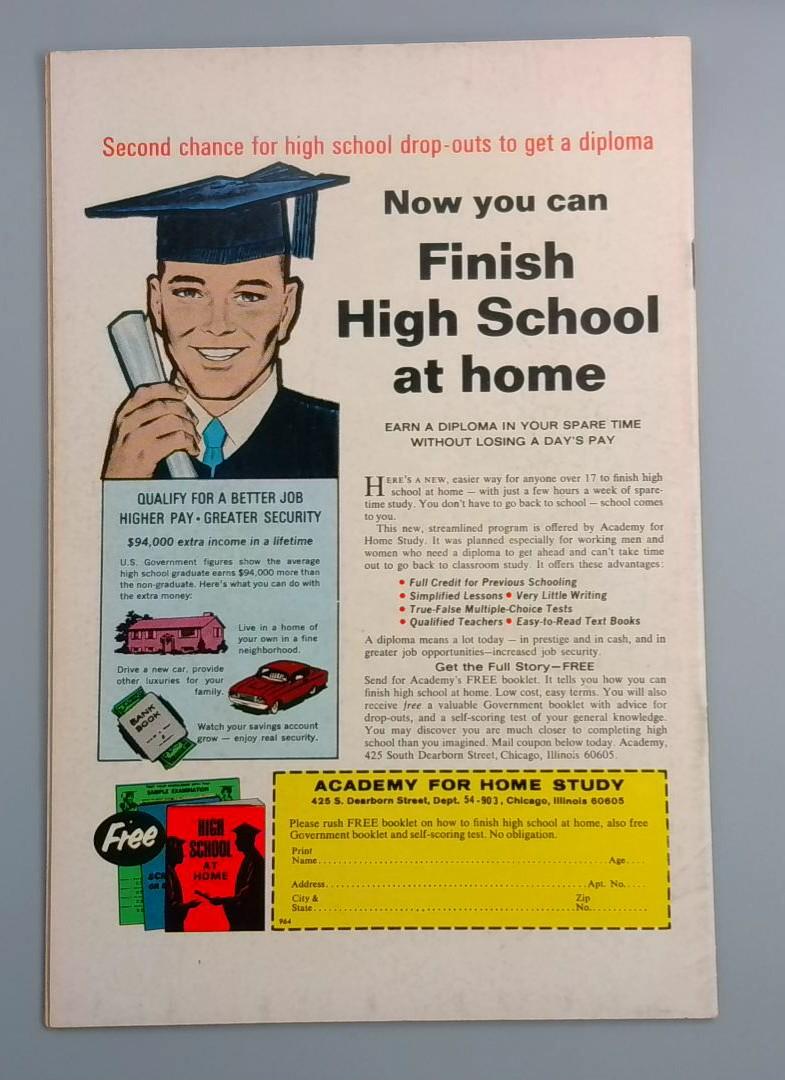 Second chance for high school drop-outs to get a diploma
Now you can
Finish
High School
at home
EARN A DIPLOMA IN YOUR SPARE TIME
WITHOUT LOSING A DAY'S PAY
QUALIFY FOR A BETTER JOB
HIGHER PAY • GREATER SECURITY
$94,000 extra income in a lifetime
U.S. Government figures show the average
high school graduate earns $94,000 more than
the non-graduate. Here's what you can do with
the extra money:
Live in a home of
your own in a fine
neighborhood.
Drive a new car, provide
other luxuries for your
family.
BANK
BOOK
Watch your savings account
grow — enjoy real security.
HERE'S A NEW, easier way for anyone over 17 to finish high
school at home — with just a few hours a week of spare-
time study. You don't have to go back to school — school comes
to you.
This new, streamlined program is offered by Academy for
Home Study. It was planned especially for working men and
women who need a diploma to get ahead and can't take time
out to go back to classroom study. It offers these advantages:
• Full Credit for Previous Schooling
• Simplified Lessons • Very Little Writing
• True-False Multiple-Choice Tests
• Qualified Teachers • Easy-to-Read Text Books
A diploma means a lot today — in prestige and in cash, and in
greater job opportunities—increased job security.
Get the Full Story—FREE
Send for Academy's FREE booklet. It tells you how you can
finish high school at home. Low cost, easy terms. You will also
receive free a valuable Government booklet with advice for
drop-outs, and a self-scoring test of your general knowledge.
You may discover you are much closer to completing high
school than you imagined. Mail coupon below today. Academy,
425 South Dearborn Street, Chicago, Illinois 60605.
SAMPLE EXAMINATION
Free
HIGH
SCHOOL
AT
HOME
ACADEMY FOR HOME STUDY
425 S. Dearborn Street, Dept. 54-903, Chicago, Illinois 60605
Please rush FREE booklet on how to finish high school at home, also free
Government booklet and self-scoring test. No obligation.
Print
Name Age
Address Apt. No.
City & Zip
State No.
964